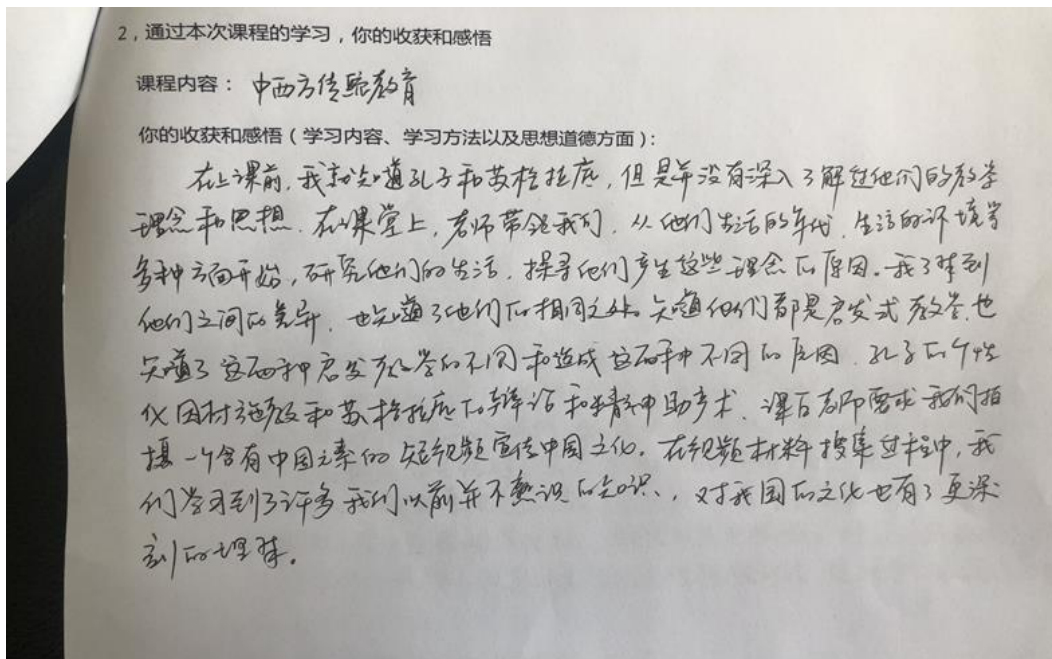 2，通过本次课程的学习，你的收获和感悟
课程内容： 中西方传统教育
你的收获和感悟（学习内容、学习方法以及思想道德方面）：
在上课前，我就知道孔子和苏格拉底，但是并没有深入了解过他们的教学
理念和思想。在课堂上，老师带领我们，从他们生活的年代、生活的环境等
多种方面开始，研究他们的生活，探寻他们产生这些理念的原因。我了解到
他们之间的差异，也知道了他们的相同之处。知道他们都是启发式教学，也
知道了这两种启发教学的不同和造成这两种不同的原因，孔子的个性
化因材施教和苏格拉底的辩论和精神助产术。课后老师要求我们拍
摄一个含有中国元素的短视频宣传中国文化。在视频材料搜集过程中，我
们学习到了许多我们以前并不熟识的知识，对我国的文化也有了更深
刻的理解。